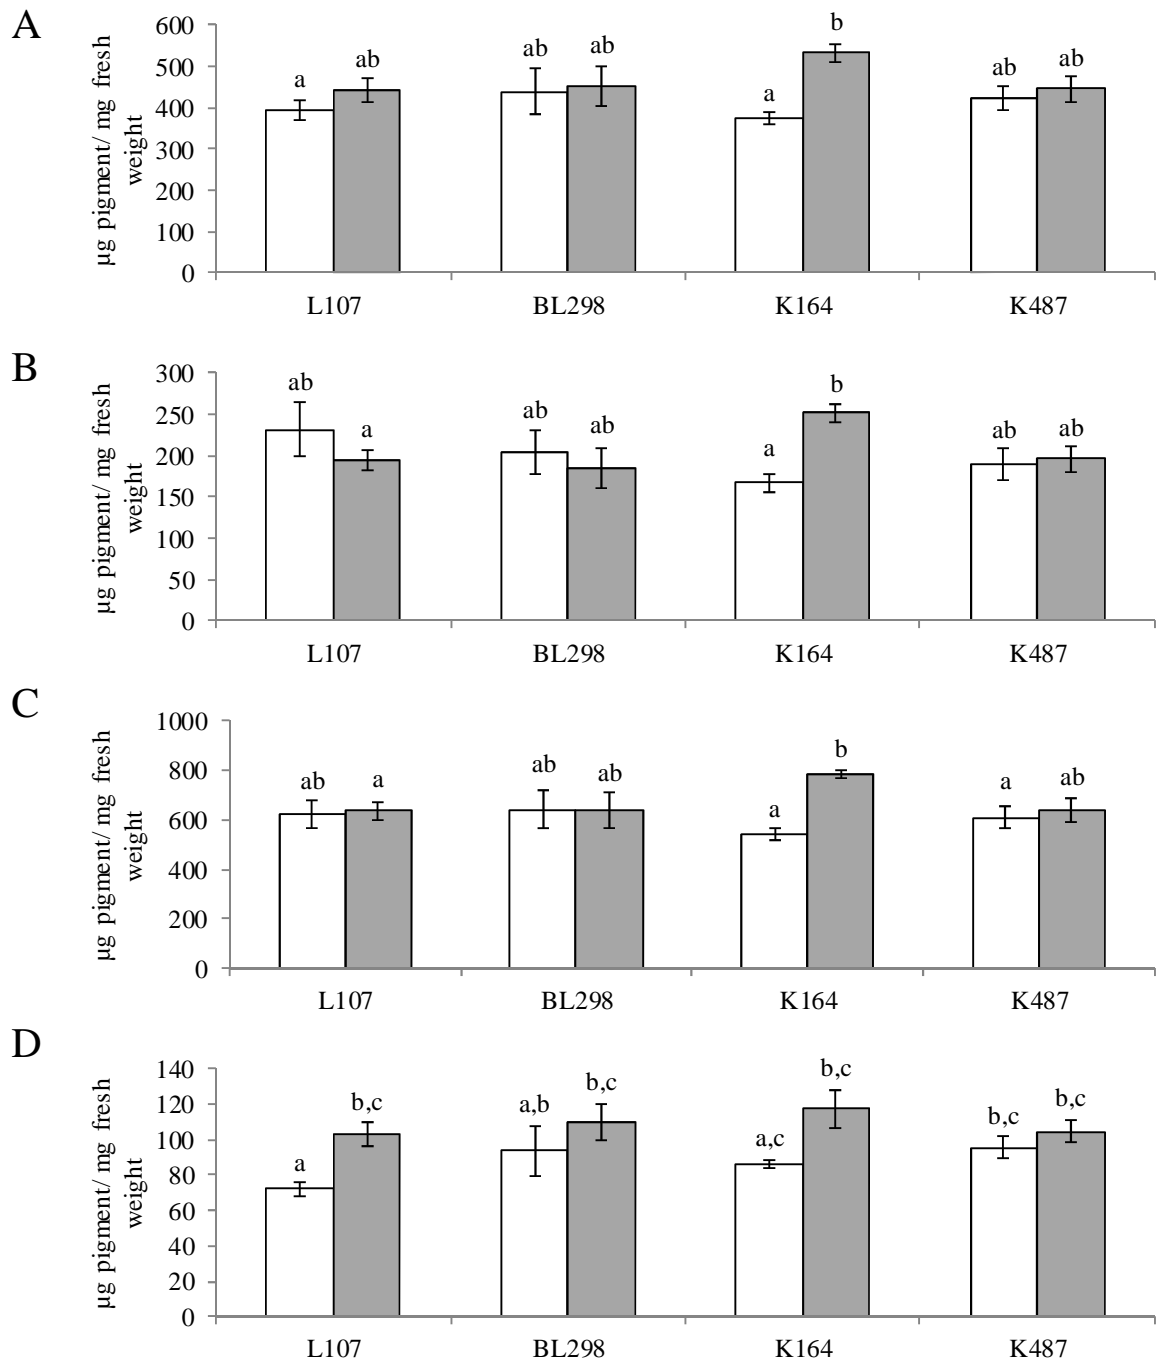 A
µg pigment/ mg fresh
weight
600
500
400
300
200
100
0
a
ab
ab
ab
a
b
ab
ab
L107
BL298
K164
K487
B
µg pigment/ mg fresh
weight
300
250
200
150
100
50
0
ab
a
ab
ab
a
b
ab
ab
L107
BL298
K164
K487
C
µg pigment/ mg fresh
weight
1000
800
600
400
200
0
ab
a
ab
ab
a
b
a
ab
L107
BL298
K164
K487
D
µg pigment/ mg fresh
weight
140
120
100
80
60
40
20
0
a
b,c
a,b
b,c
a,c
b,c
b,c
b,c
L107
BL298
K164
K487